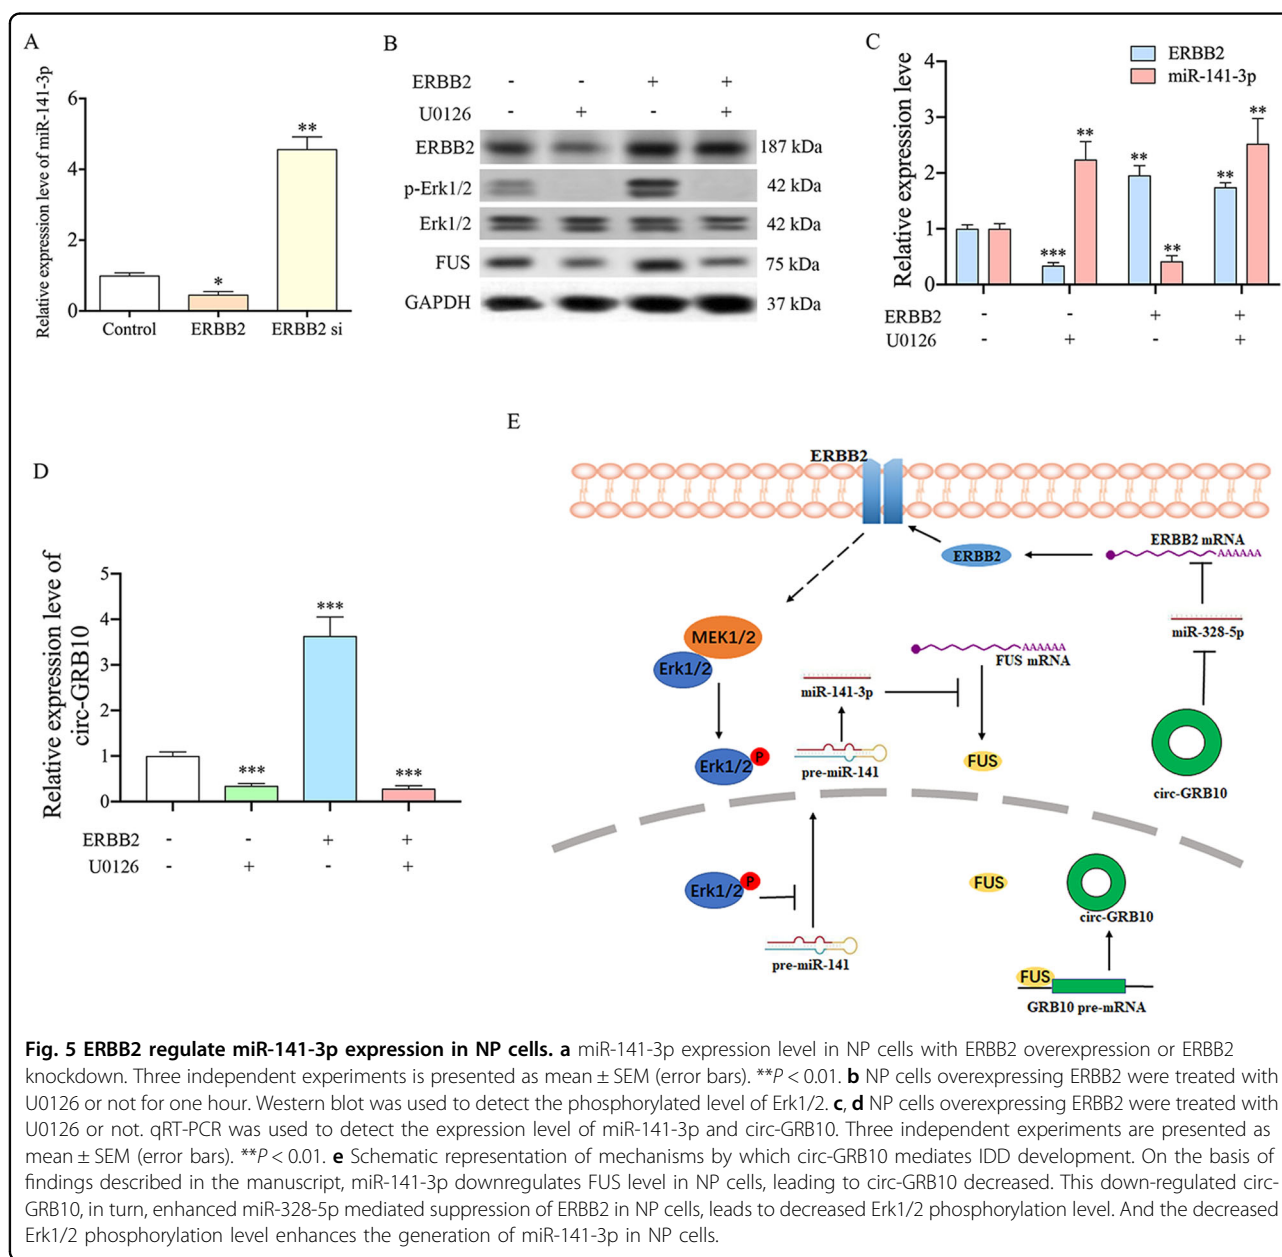 A
Relative expression leve of miR-141-3p
6
4
2
0
*
**
Control ERBB2 ERBB2 si
B
ERBB2 - - + +
U0126 - + - +
ERBB2 187 kDa
p-Erk1/2 42 kDa
Erk1/2 42 kDa
FUS 75 kDa
GAPDH 37 kDa
C
Relative expression leve
4
3
2
1
0
ERBB2
miR-141-3p
*** ** ** ** ** **
ERBB2 - - + +
U0126 - + - +
D
Relative expression leve of
circ-GRB10
5
4
3
2
1
0
*** *** ***
ERBB2 - - + +
U0126 - + - +
E
ERBB2
ERBB2 mRNA
AAAAAA
ERBB2
miR-328-5p
MEK1/2
Erk1/2
AAAAAA
FUS mRNA
miR-141-3p
Erk1/2 P
pre-miR-141
FUS
circ-GRB10
Erk1/2 P
pre-miR-141
FUS
circ-GRB10
FUS
GRB10 pre-mRNA
Fig. 5 ERBB2 regulate miR-141-3p expression in NP cells. a miR-141-3p expression level in NP cells with ERBB2 overexpression or ERBB2
knockdown. Three independent experiments is presented as mean ± SEM (error bars). **P < 0.01. b NP cells overexpressing ERBB2 were treated with
U0126 or not for one hour. Western blot was used to detect the phosphorylated level of Erk1/2. c, d NP cells overexpressing ERBB2 were treated with
U0126 or not. qRT-PCR was used to detect the expression level of miR-141-3p and circ-GRB10. Three independent experiments are presented as
mean ± SEM (error bars). **P < 0.01. e Schematic representation of mechanisms by which circ-GRB10 mediates IDD development. On the basis of
findings described in the manuscript, miR-141-3p downregulates FUS level in NP cells, leading to circ-GRB10 decreased. This down-regulated circ-
GRB10, in turn, enhanced miR-328-5p mediated suppression of ERBB2 in NP cells, leads to decreased Erk1/2 phosphorylation level. And the decreased
Erk1/2 phosphorylation level enhances the generation of miR-141-3p in NP cells.